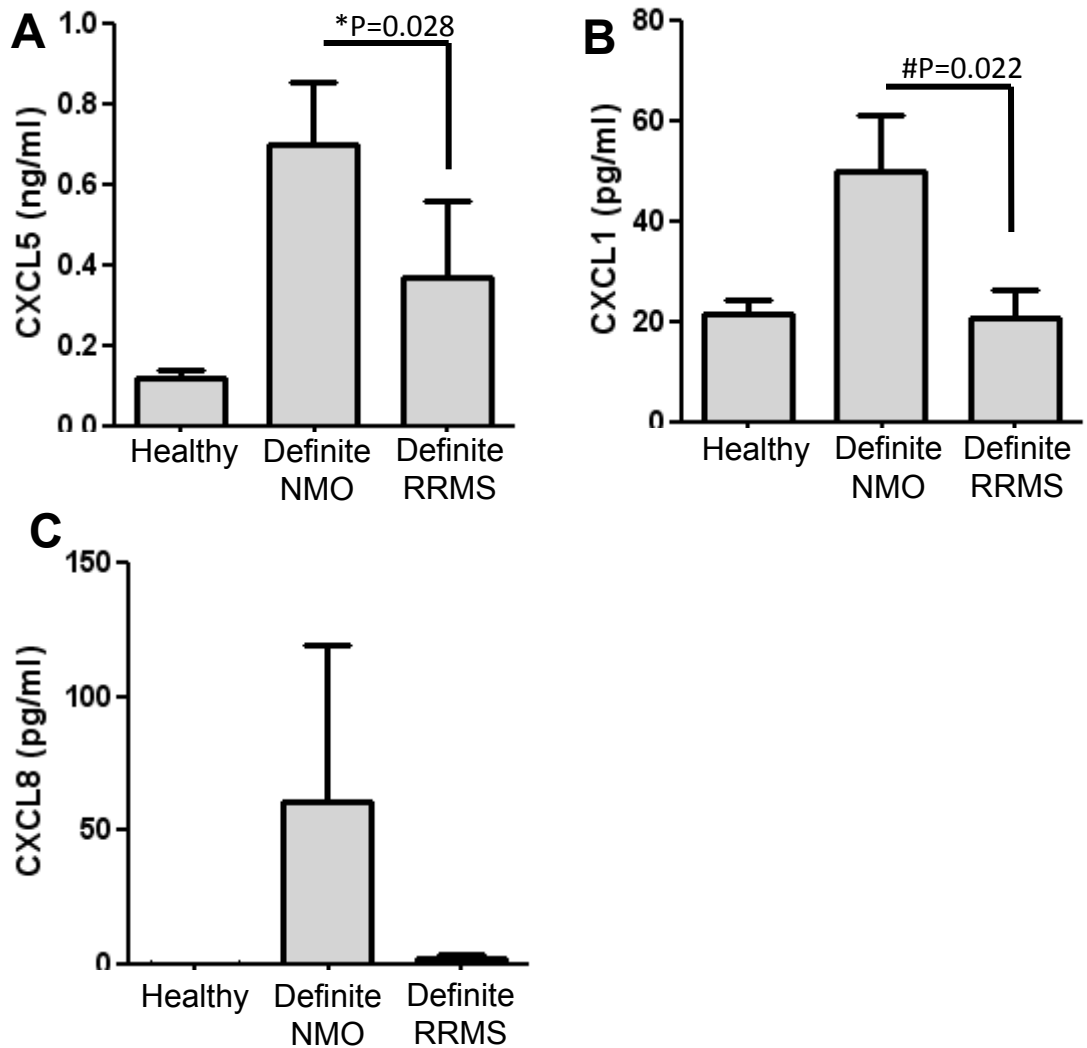 A
CXCL5 (ng/ml)
1.0
0.8
0.6
0.4
0.2
0.0
*P=0.028
Healthy
Definite
NMO
Definite
RRMS
B
CXCL1 (pg/ml)
80
60
40
20
0
#P=0.022
Healthy
Definite
NMO
Definite
RRMS
C
CXCL8 (pg/ml)
150
100
50
0
Healthy
Definite
NMO
Definite
RRMS